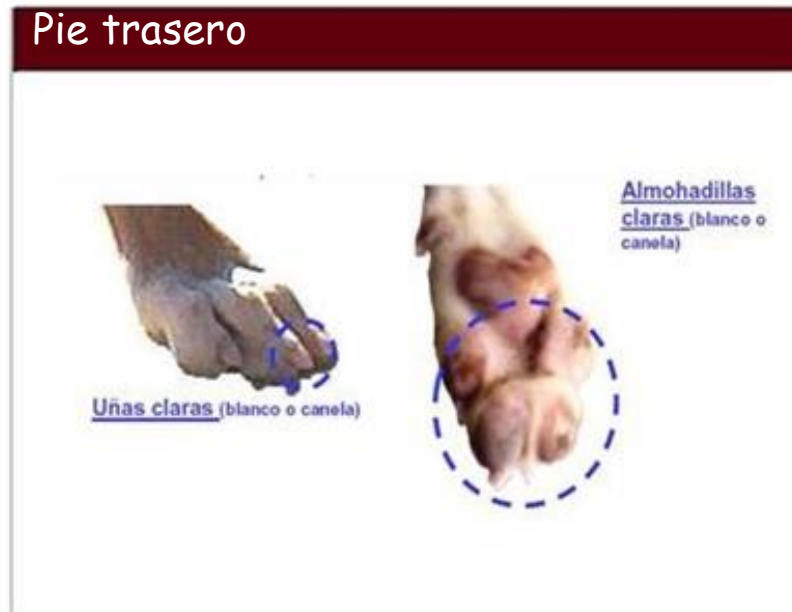 Pie trasero
Almohadillas
claras (blanco o
canela)
Uñas claras (blanco o canela)